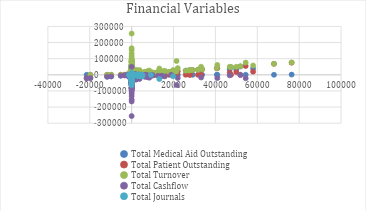 Financial Variables
300000
200000
100000
0
-40000 -20000 0 20000 40000 60000 80000 100000
-100000
-200000
-300000
Total Medical Aid Outstanding
Total Patient Outstanding
Total Turnover
Total Cashflow
Total Journals